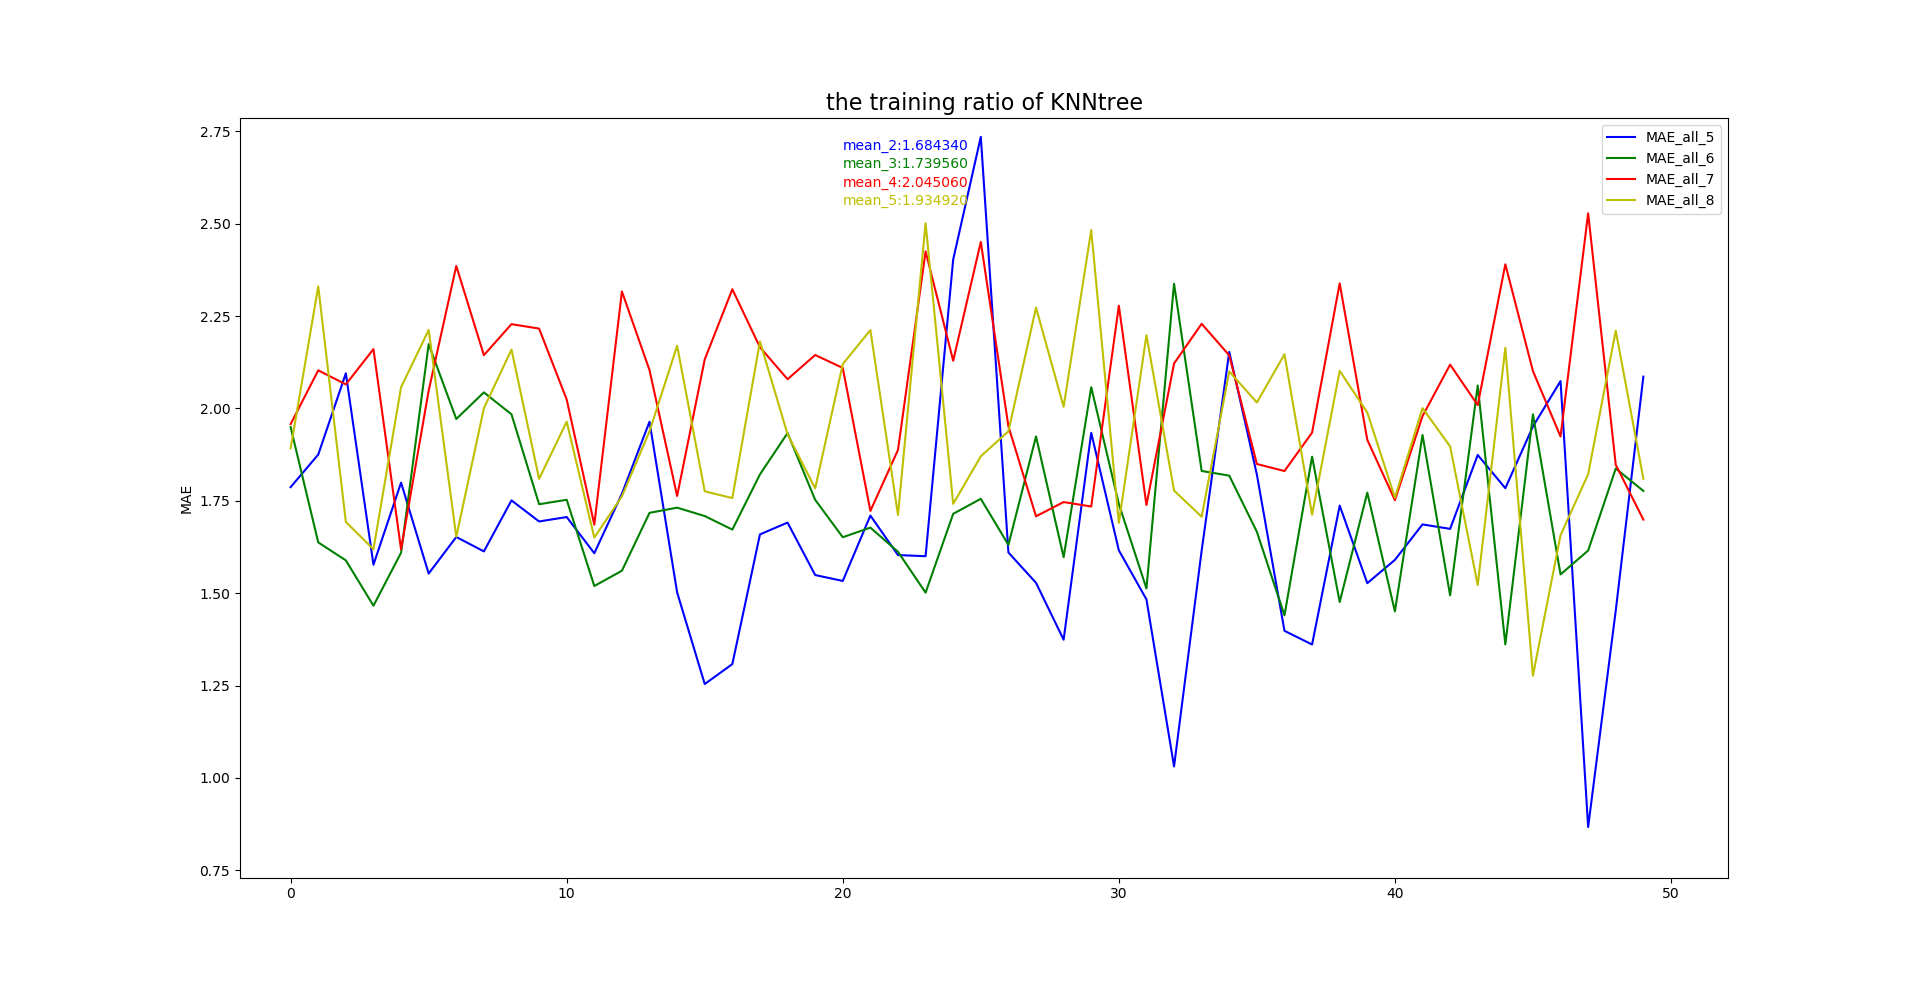 the training ratio of KNNtree
mean_2:1.684340
mean_3:1.739560
mean_4:2.045060
mean_5:1.934920
MAE_all_5
MAE_all_6
MAE_all_7
MAE_all_8
MAE
2.75
2.50
2.25
2.00
1.75
1.50
1.25
1.00
0.75
0 10 20 30 40 50